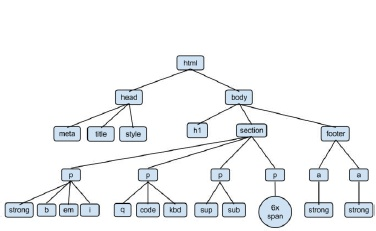 html
head body
meta title style h1 section footer
p p p p a a
strong b em i q code kbd sup sub 6x span strong strong